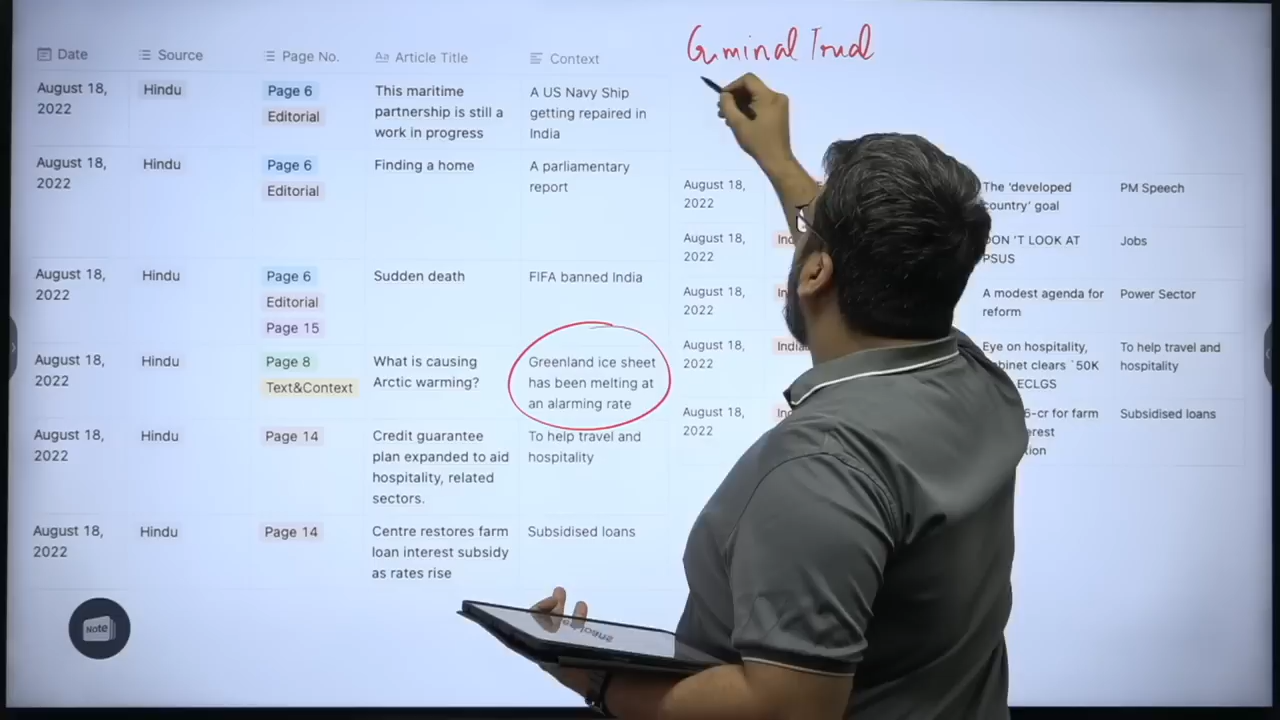 Criminal Trial
Date Source Page No. Aa Article Title Context
August 18,
2022
Hindu
Page 6
Editorial
This maritime
partnership is still a
work in progress
A US Navy Ship
getting repaired in
India
August 18,
2022
Hindu
Page 6
Editorial
Finding a home
A parliamentary
report
August 18,
2022
Hindu
Page 6
Editorial
Page 15
Sudden death
FIFA banned India
August 18,
2022
Hindu
Page 8
Text&Context
What is causing
Arctic warming?
Greenland ice sheet
has been melting at
an alarming rate
August 18,
2022
Hindu
Page 14
Credit guarantee
plan expanded to aid
hospitality, related
sectors.
To help travel and
hospitality
August 18,
2022
Hindu
Page 14
Centre restores farm
loan interest subsidy
as rates rise
Subsidised loans
August 18,
2022
The ‘developed
country’ goal
PM Speech
August 18,
2022
DON ’T LOOK AT
PSUS
Jobs
August 18,
2022
A modest agenda for
reform
Power Sector
August 18,
2022
Eye on hospitality,
clears `50K
ECLGS
To help travel and
hospitality
August 18,
2022
for farm
Subsidised loans
Note